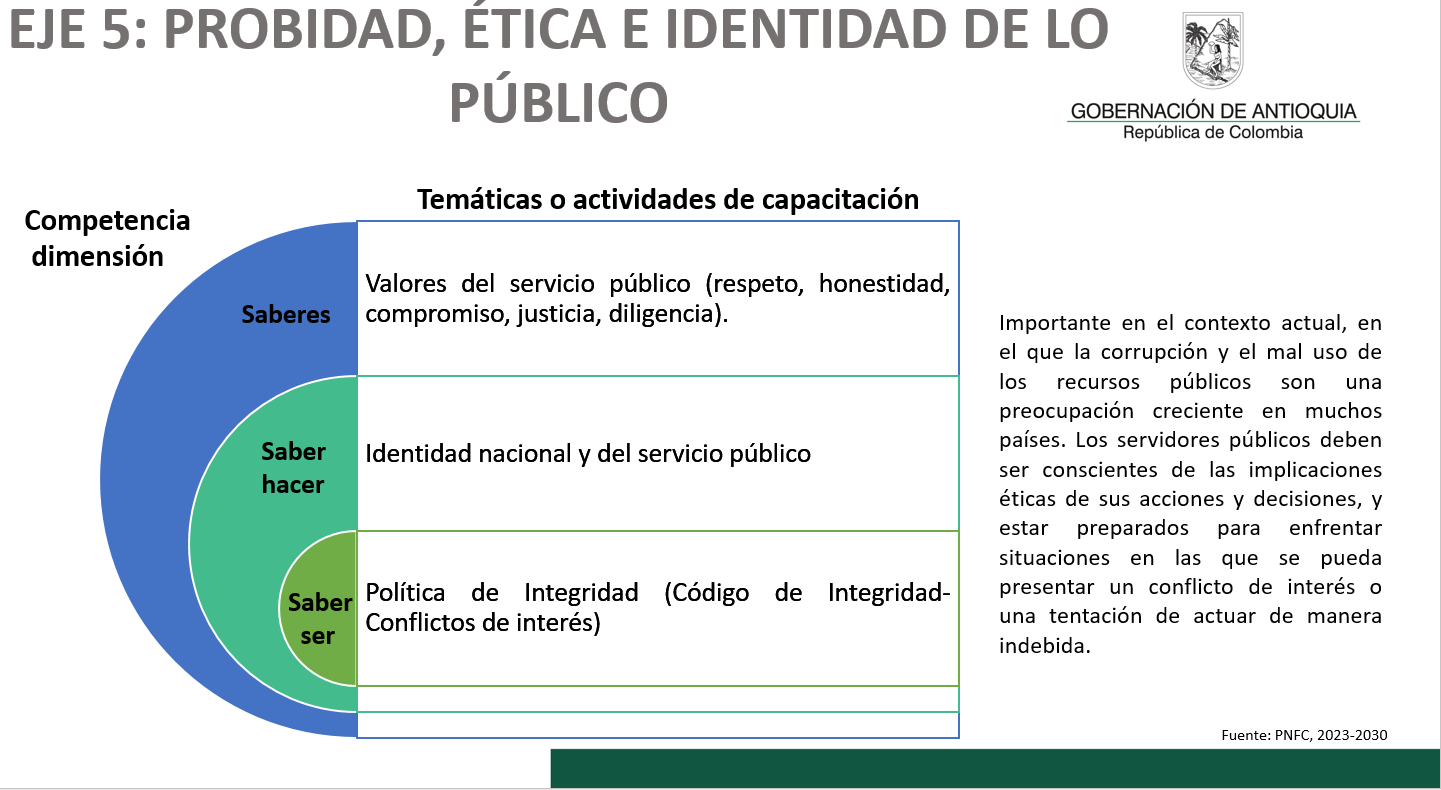 EJE 5: PROBIDAD, ÉTICA E IDENTIDAD DE LO
PÚBLICO
GOBERNACIÓN DE ANTIOQUIA
República de Colombia
Competencia
dimensión
Temáticas o actividades de capacitación
Saberes
Valores del servicio público (respeto, honestidad,
compromiso, justicia, diligencia).
Saber
hacer
Identidad nacional y del servicio público
Saber
ser
Política de Integridad (Código de Integridad-
Conflictos de interés)
Importante en el contexto actual, en
el que la corrupción y el mal uso de
los recursos públicos son una
preocupación creciente en muchos
países. Los servidores públicos deben
ser conscientes de las implicaciones
éticas de sus acciones y decisiones, y
estar preparados para enfrentar
situaciones en las que se pueda
presentar un conflicto de interés o
una tentación de actuar de manera
indebida.
Fuente: PNFC, 2023-2030